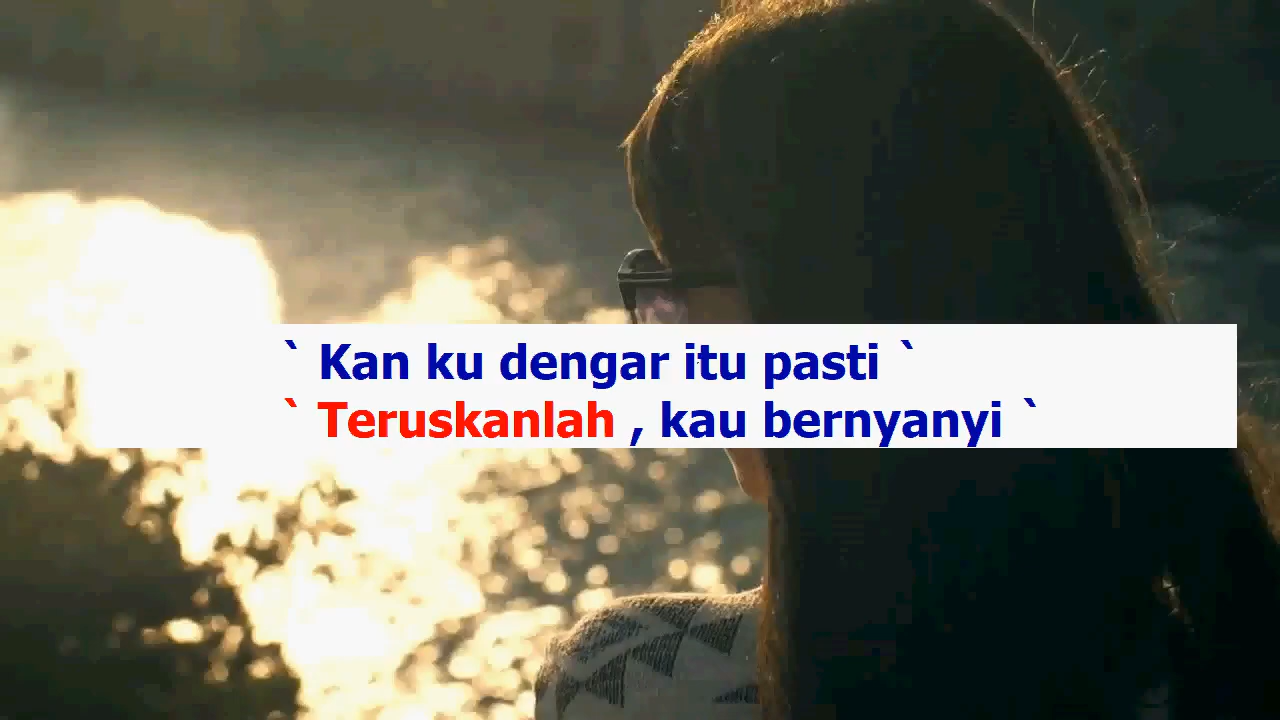 ` Kan ku dengar itu pasti `
` Teruskanlah , kau bernyanyi `